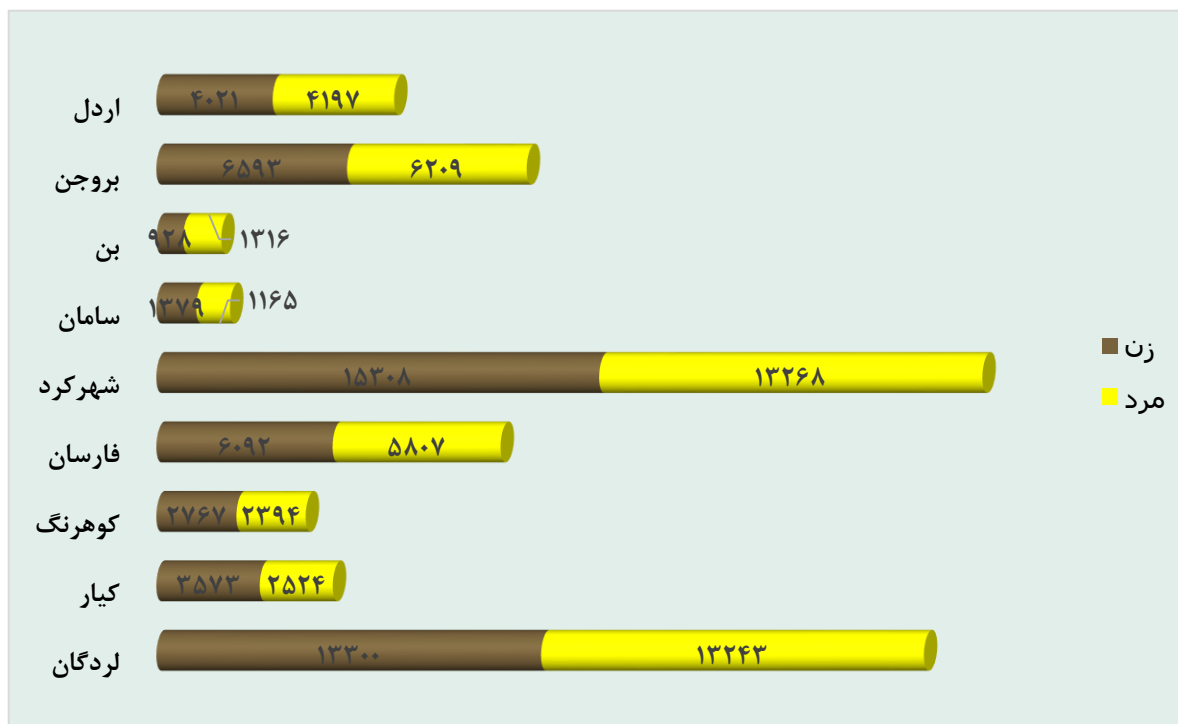 اردل ۴۰۲۱ ۴۱۹۷
بروجن ۶۵۹۳ ۶۲۰۹
بن ۹۲۸ ۱۳۱۶
سامان ۱۳۷۹ ۱۱۶۵
شهرکرد ۱۵۳۰۸ ۱۳۲۶۸
فارسان ۶۰۹۲ ۵۸۰۷
کوهرنگ ۲۷۶۷ ۲۳۹۴
کیار ۳۵۷۳ ۲۵۲۴
لردگان ۱۳۳۰۰ ۱۳۲۴۳
زن
مرد